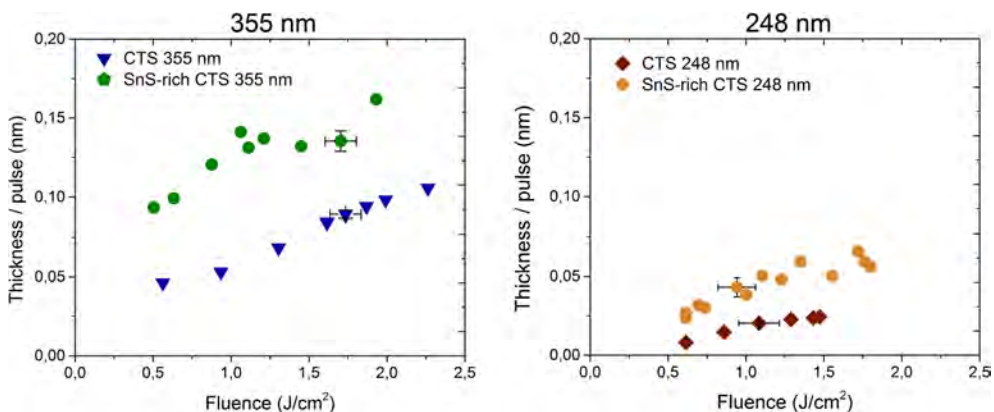 355 nm
0,20
0,15
0,10
0,05
0,00
Thickness / pulse (nm)
CTS 355 nm
SnS-rich CTS 355 nm
0,0 0,5 1,0 1,5 2,0 2,5
Fluence (J/cm²)
248 nm
0,20
0,15
0,10
0,05
0,00
Thickness / pulse (nm)
CTS 248 nm
SnS-rich CTS 248 nm
0,0 0,5 1,0 1,5 2,0 2,5
Fluence (J/cm²)